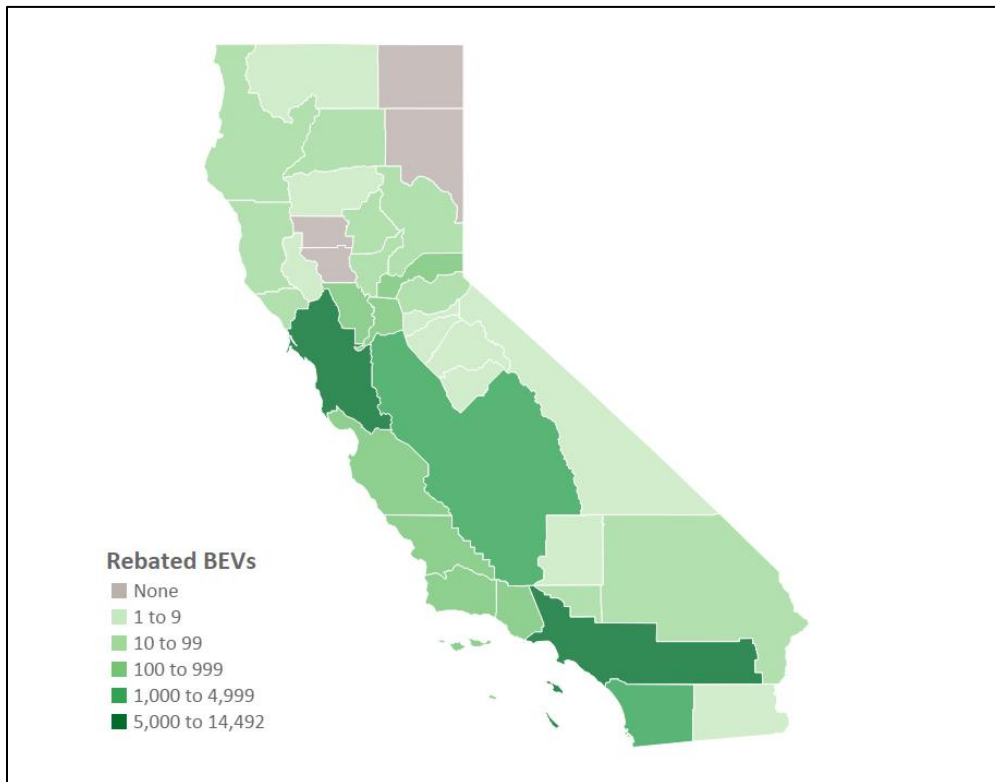 Rebated BEVs
None
1 to 9
10 to 99
100 to 999
1,000 to 4,999
5,000 to 14,492